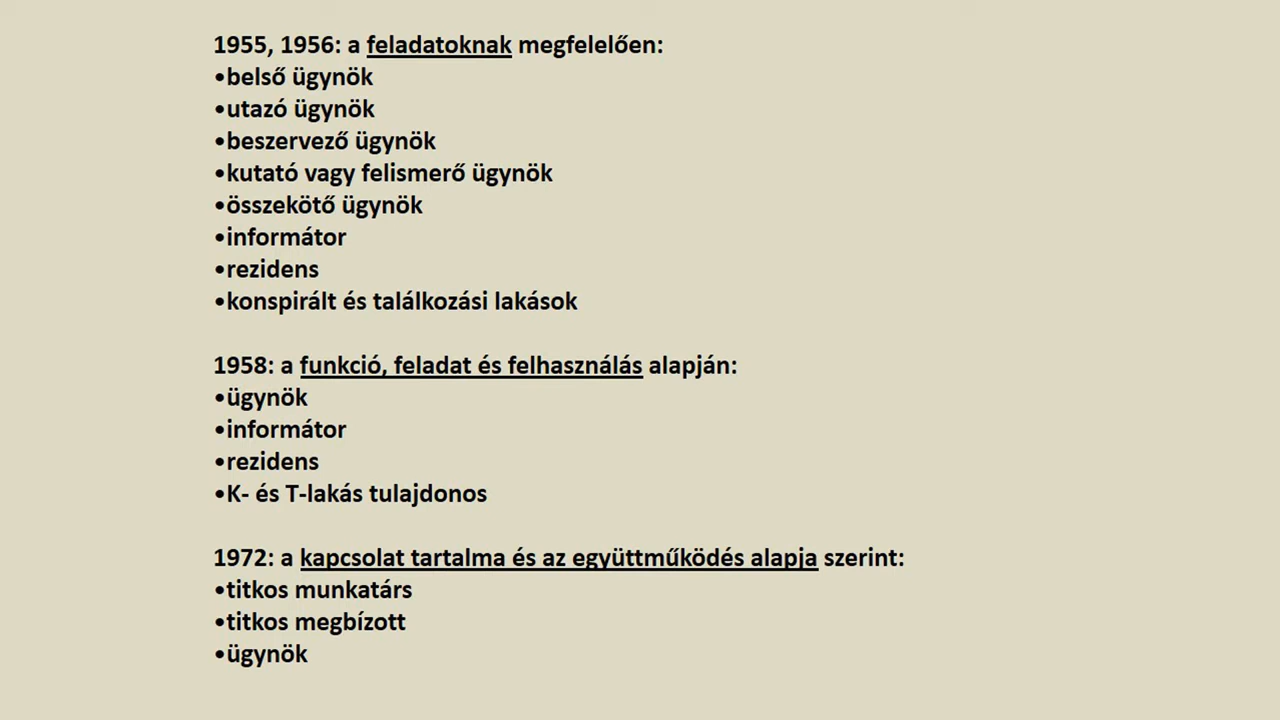 1955, 1956: a feladatoknak megfelelően:
•belső ügynök
•utazó ügynök
•beszervező ügynök
•kutató vagy felismerő ügynök
•összekötő ügynök
•informátor
•rezidens
•konspirált és találkozási lakások
1958: a funkció, feladat és felhasználás alapján:
•ügynök
•informátor
•rezidens
•K- és T-lakás tulajdonos
1972: a kapcsolat tartalma és az együttműködés alapja szerint:
•titkos munkatárs
•titkos megbízott
•ügynök